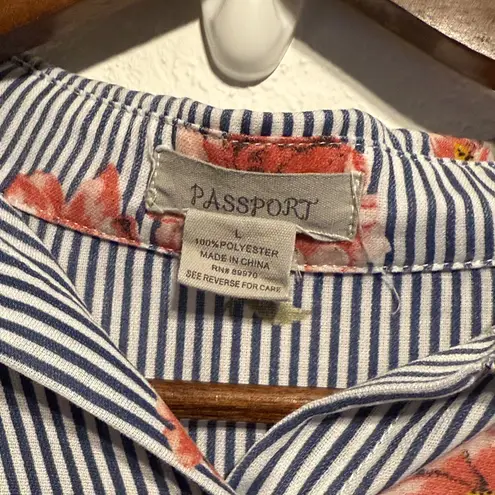 PASSPORT
L
100% POLYESTER
MADE IN CHINA
RN# 89970
SEE REVERSE FOR CARE